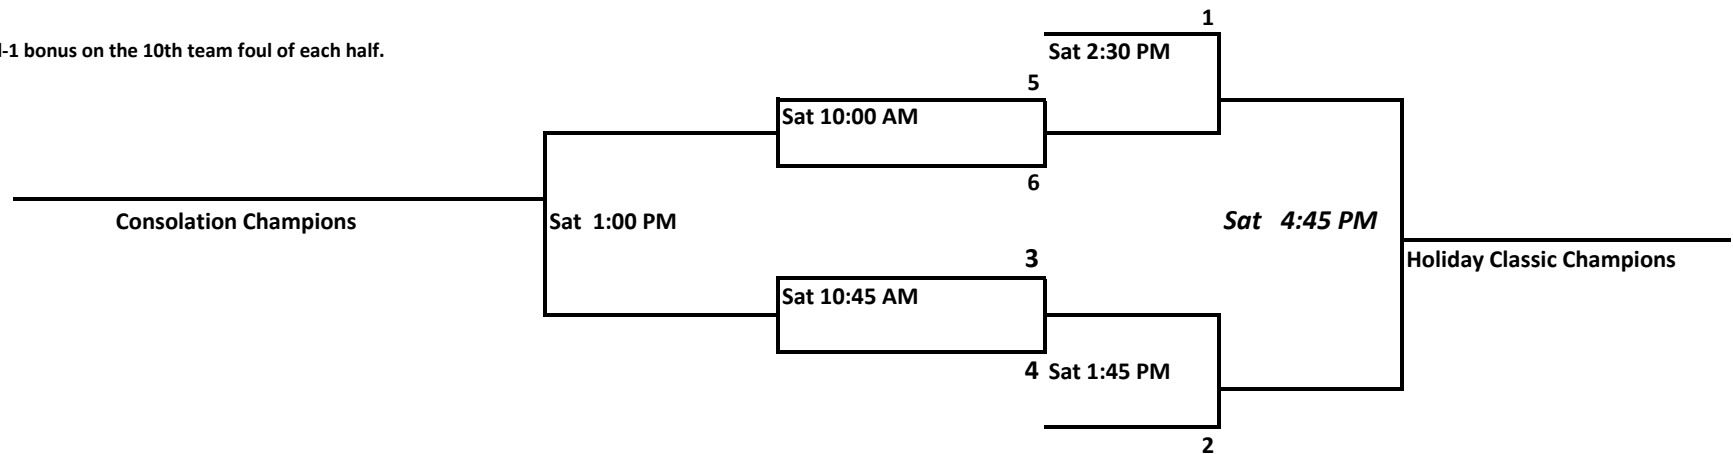 1
-1 bonus on the 10th team foul of each half.
Sat 2:30 PM
5
Sat 10:00 AM
6
Consolation Champions
Sat 1:00 PM
Sat 4:45 PM
3
Holiday Classic Champions
Sat 10:45 AM
4 Sat 1:45 PM
2